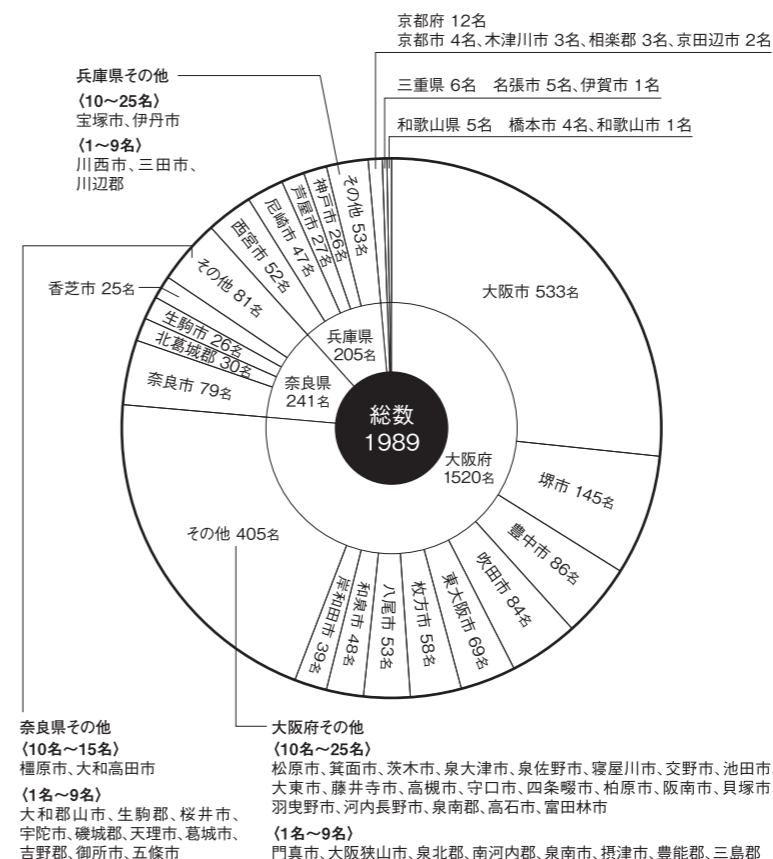 京都府 12名
京都市 4名、木津川市 3名、相楽郡 3名、京田辺市 2名
三重県 6名　名張市 5名、伊賀市 1名
和歌山県 5名　橋本市 4名、和歌山市 1名
兵庫県その他
〈10〜25名〉
宝塚市、伊丹市
〈1〜9名〉
川西市、三田市、
川辺郡
その他 53名
神戸市 26名
芦屋市 27名
尼崎市 47名
西宮市 52名
その他 81名
香芝市 25名
生駒市 26名
北葛城郡 30名
奈良市 79名
兵庫県
205名
奈良県
241名
総数
1989
大阪府
1520名
大阪市 533名
堺市 145名
豊中市 86名
吹田市 84名
東大阪市 69名
枚方市 58名
八尾市 53名
和泉市 48名
岸和田市 39名
その他 405名
奈良県その他
〈10名〜15名〉
橿原市、大和高田市
〈1名〜9名〉
大和郡山市、生駒郡、桜井市、
宇陀市、磯城郡、天理市、葛城市、
吉野郡、御所市、五條市
大阪府その他
〈10名〜25名〉
松原市、箕面市、茨木市、泉大津市、泉佐野市、寝屋川市、交野市、池田市、
大東市、藤井寺市、高槻市、守口市、四条畷市、柏原市、阪南市、貝塚市、
羽曳野市、河内長野市、泉南郡、高石市、富田林市
〈1名〜9名〉
門真市、大阪狭山市、泉北郡、南河内郡、泉南市、摂津市、豊能郡、三島郡